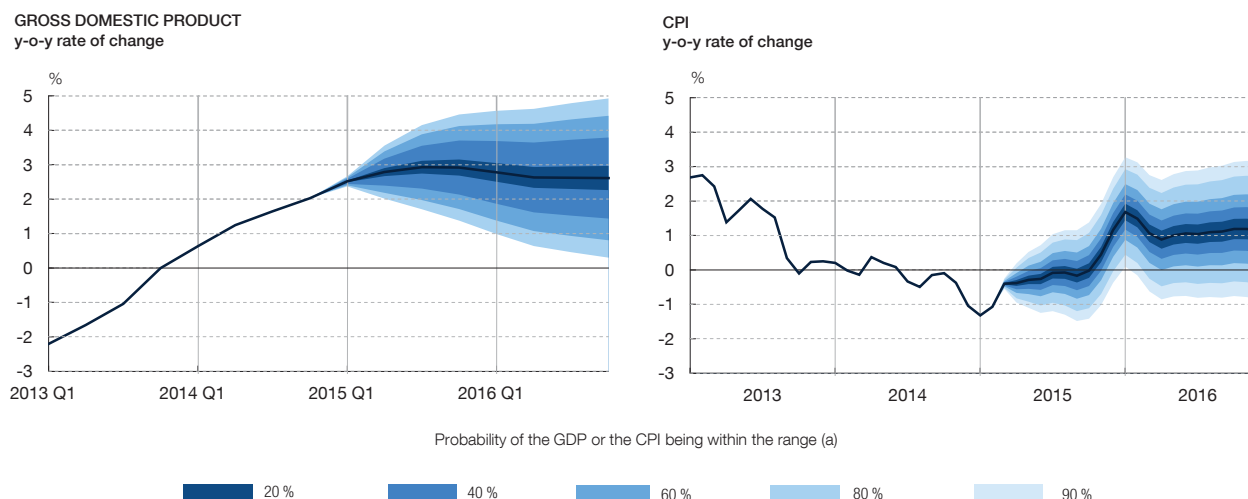 GROSS DOMESTIC PRODUCT
y-o-y rate of change
%
5
4
3
2
1
0
-1
-2
-3
2013 Q1 2014 Q1 2015 Q1 2016 Q1
CPI
y-o-y rate of change
%
5
4
3
2
1
0
-1
-2
-3
2013 2014 2015 2016
Probability of the GDP or the CPI being within the range (a)
20 % 40 % 60 % 80 % 90 %